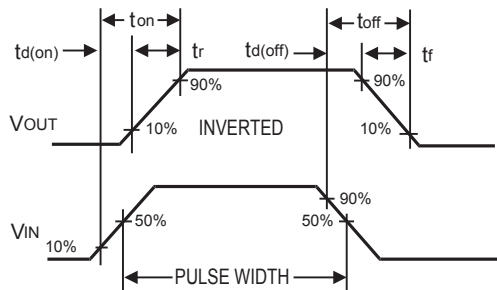 ton
toff
td(on)
tr
td(off)
tf
90%
90%
VOUT
10%
INVERTED
10%
90%
50%
50%
VIN
10%
PULSE WIDTH